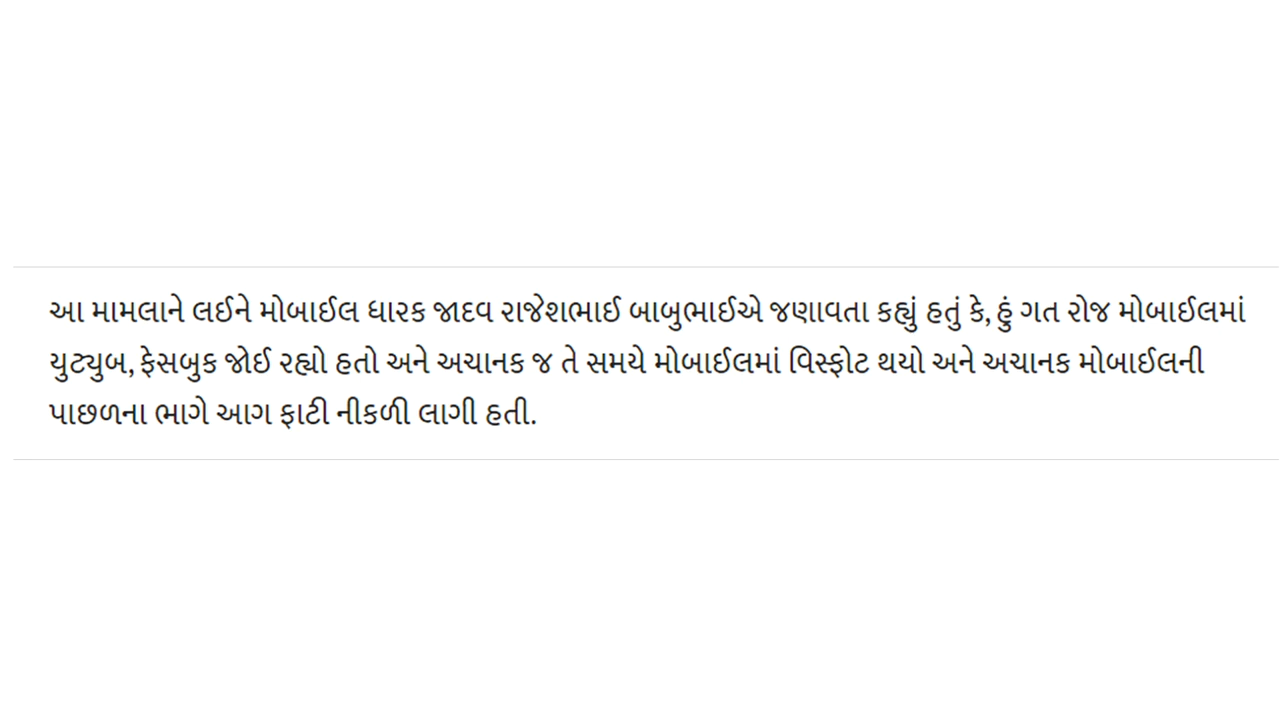 આ મામલાને લઈને મોબાઈલ ધારક જાદવ રાજેશભાઈ બાબુભાઈએ જણાવતા કહ્યું હતું કે, હું ગત રોજ મોબાઈલમાં
યુટ્યુબ, ફેસબુક જોઈ રહ્યો હતો અને અચાનક જ તે સમયે મોબાઈલમાં વિસ્ફોટ થયો અને અચાનક મોબાઈલની
પાછળના ભાગે આગ ફાટી નીકળી લાગી હતી.